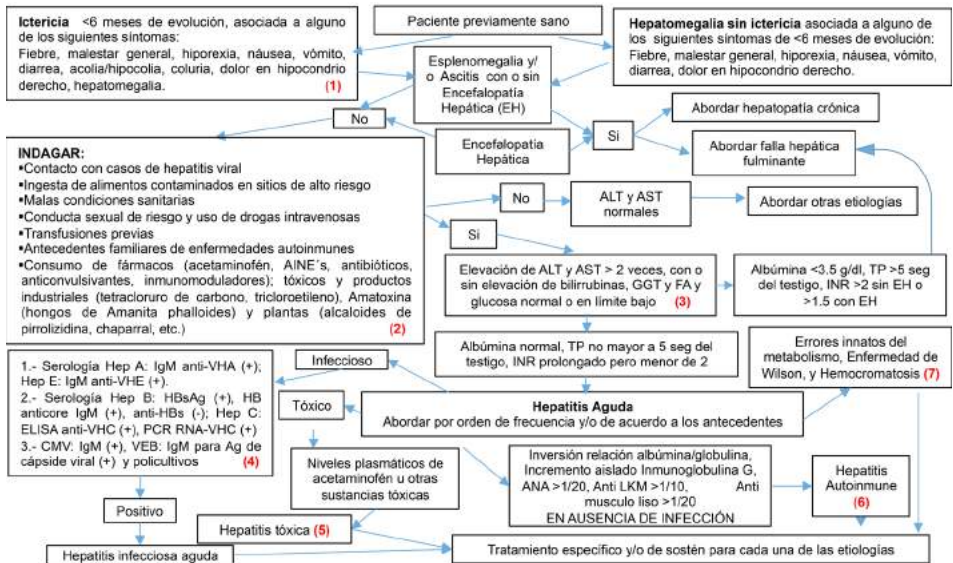 Ictericia <6 meses de evolución, asociada a alguno
de los siguientes síntomas:
Fiebre, malestar general, hiporexia, náusea, vómito,
diarrea, acolia/hipocolia, coluria, dolor en hipocondrio
derecho, hepatomegalia. (1)
Paciente previamente sano
Hepatomegalia sin ictericia asociada a alguno
de los siguientes síntomas de <6 meses de evolución:
Fiebre, malestar general, hiporexia, náusea, vómito,
diarrea, dolor en hipocondrio derecho.
Esplenomegalia y/
o Ascitis con o sin
Encefalopatía
Hepática (EH)
No
Encefalopatia
Hepática
Si
Abordar hepatopatía crónica
Abordar falla hepática
fulminante
INDAGAR:
▪Contacto con casos de hepatitis viral
▪Ingesta de alimentos contaminados en sitios de alto riesgo
▪Malas condiciones sanitarias
▪Conducta sexual de riesgo y uso de drogas intravenosas
▪Transfusiones previas
▪Antecedentes familiares de enfermedades autoinmunes
▪Consumo de fármacos (acetaminofén, AINE´s, antibióticos,
anticonvulsivantes, inmunomoduladores); tóxicos y productos
industriales (tetracloruro de carbono, tricloroetileno), Amatoxina
(hongos de Amanita phalloides) y plantas (alcaloides de
pirrolizidina, chaparral, etc.) (2)
No
ALT y AST
normales
Abordar otras etiologías
Si
Elevación de ALT y AST > 2 veces, con o
sin elevación de bilirrubinas, GGT y FA y
glucosa normal o en límite bajo (3)
Albúmina <3.5 g/dl, TP >5 seg
del testigo, INR >2 sin EH o
>1.5 con EH
Albúmina normal, TP no mayor a 5 seg del
testigo, INR prolongado pero menor de 2
Errores innatos del
metabolismo, Enfermedad de
Wilson, y Hemocromatosis (7)
Infeccioso
1.- Serología Hep A: IgM anti-VHA (+);
Hep E: IgM anti-VHE (+).
2.- Serología Hep B: HBsAg (+), HB
anticore IgM (+), anti-HBs (-); Hep C:
ELISA anti-VHC (+), PCR RNA-VHC (+)
3.- CMV: IgM (+), VEB: IgM para Ag de
cápside viral (+) y policultivos (4)
Tóxico
Hepatitis Aguda
Abordar por orden de frecuencia y/o de acuerdo a los antecedentes
Niveles plasmáticos de
acetaminofén u otras
sustancias tóxicas
Inversión relación albúmina/globulina,
Incremento aislado Inmunoglobulina G,
ANA >1/20, Anti LKM >1/10, Anti
musculo liso >1/20
EN AUSENCIA DE INFECCIÓN
Hepatitis
Autoinmune
(6)
Positivo
Hepatitis tóxica (5)
Hepatitis infecciosa aguda
Tratamiento específico y/o de sostén para cada una de las etiologías